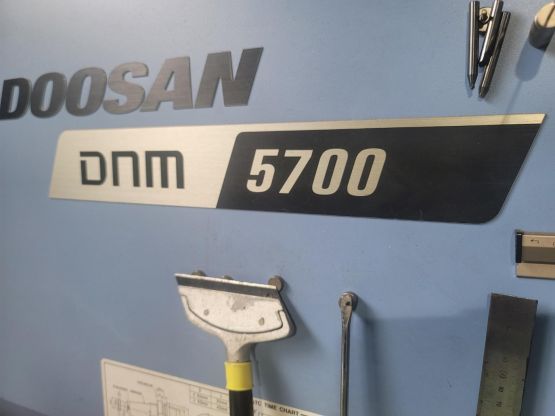 DOOSAN
DNM
5700
ATC TIME CHART